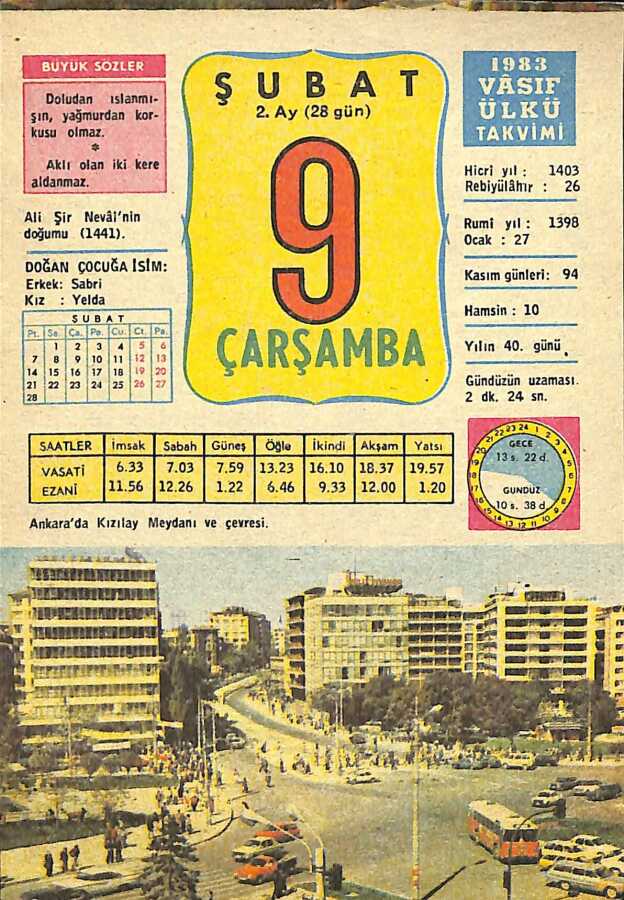 BÜYÜK SÖZLER
Doludan ıslanmı-
şın, yağmurdan kor-
kusu olmaz.
*
Aklı olan iki kere
aldanmaz.
Ali Şir Nevâî'nin
doğumu (1441).
DOĞAN ÇOCUĞA İSİM:
Erkek: Sabri
Kız : Yelda
ŞUBAT
Pt. Sa. Ça. Pe. Cu. Ct. Pa.
1 2 3 4 5 6
7 8 9 10 11 12 13
14 15 16 17 18 19 20
21 22 23 24 25 26 27
28
ŞUBAT
2. Ay (28 gün)
9
ÇARŞAMBA
1983
VÂSIF
ÜLKÜ
TAKVİMİ
Hicri yıl : 1403
Rebiyülâhır : 26
Rumi yıl : 1398
Ocak : 27
Kasım günleri: 94
Hamsin : 10
Yılın 40. günü
Gündüzün uzaması.
2 dk. 24 sn.
SAATLER İmsak Sabah Güneş Öğle İkindi Akşam Yatsı
VASATİ 6.33 7.03 7.59 13.23 16.10 18.37 19.57
EZANİ 11.56 12.26 1.22 6.46 9.33 12.00 1.20
GECE
13 s. 22 d.
GÜNDÜZ
10 s. 38 d
Ankara'da Kızılay Meydanı ve çevresi.